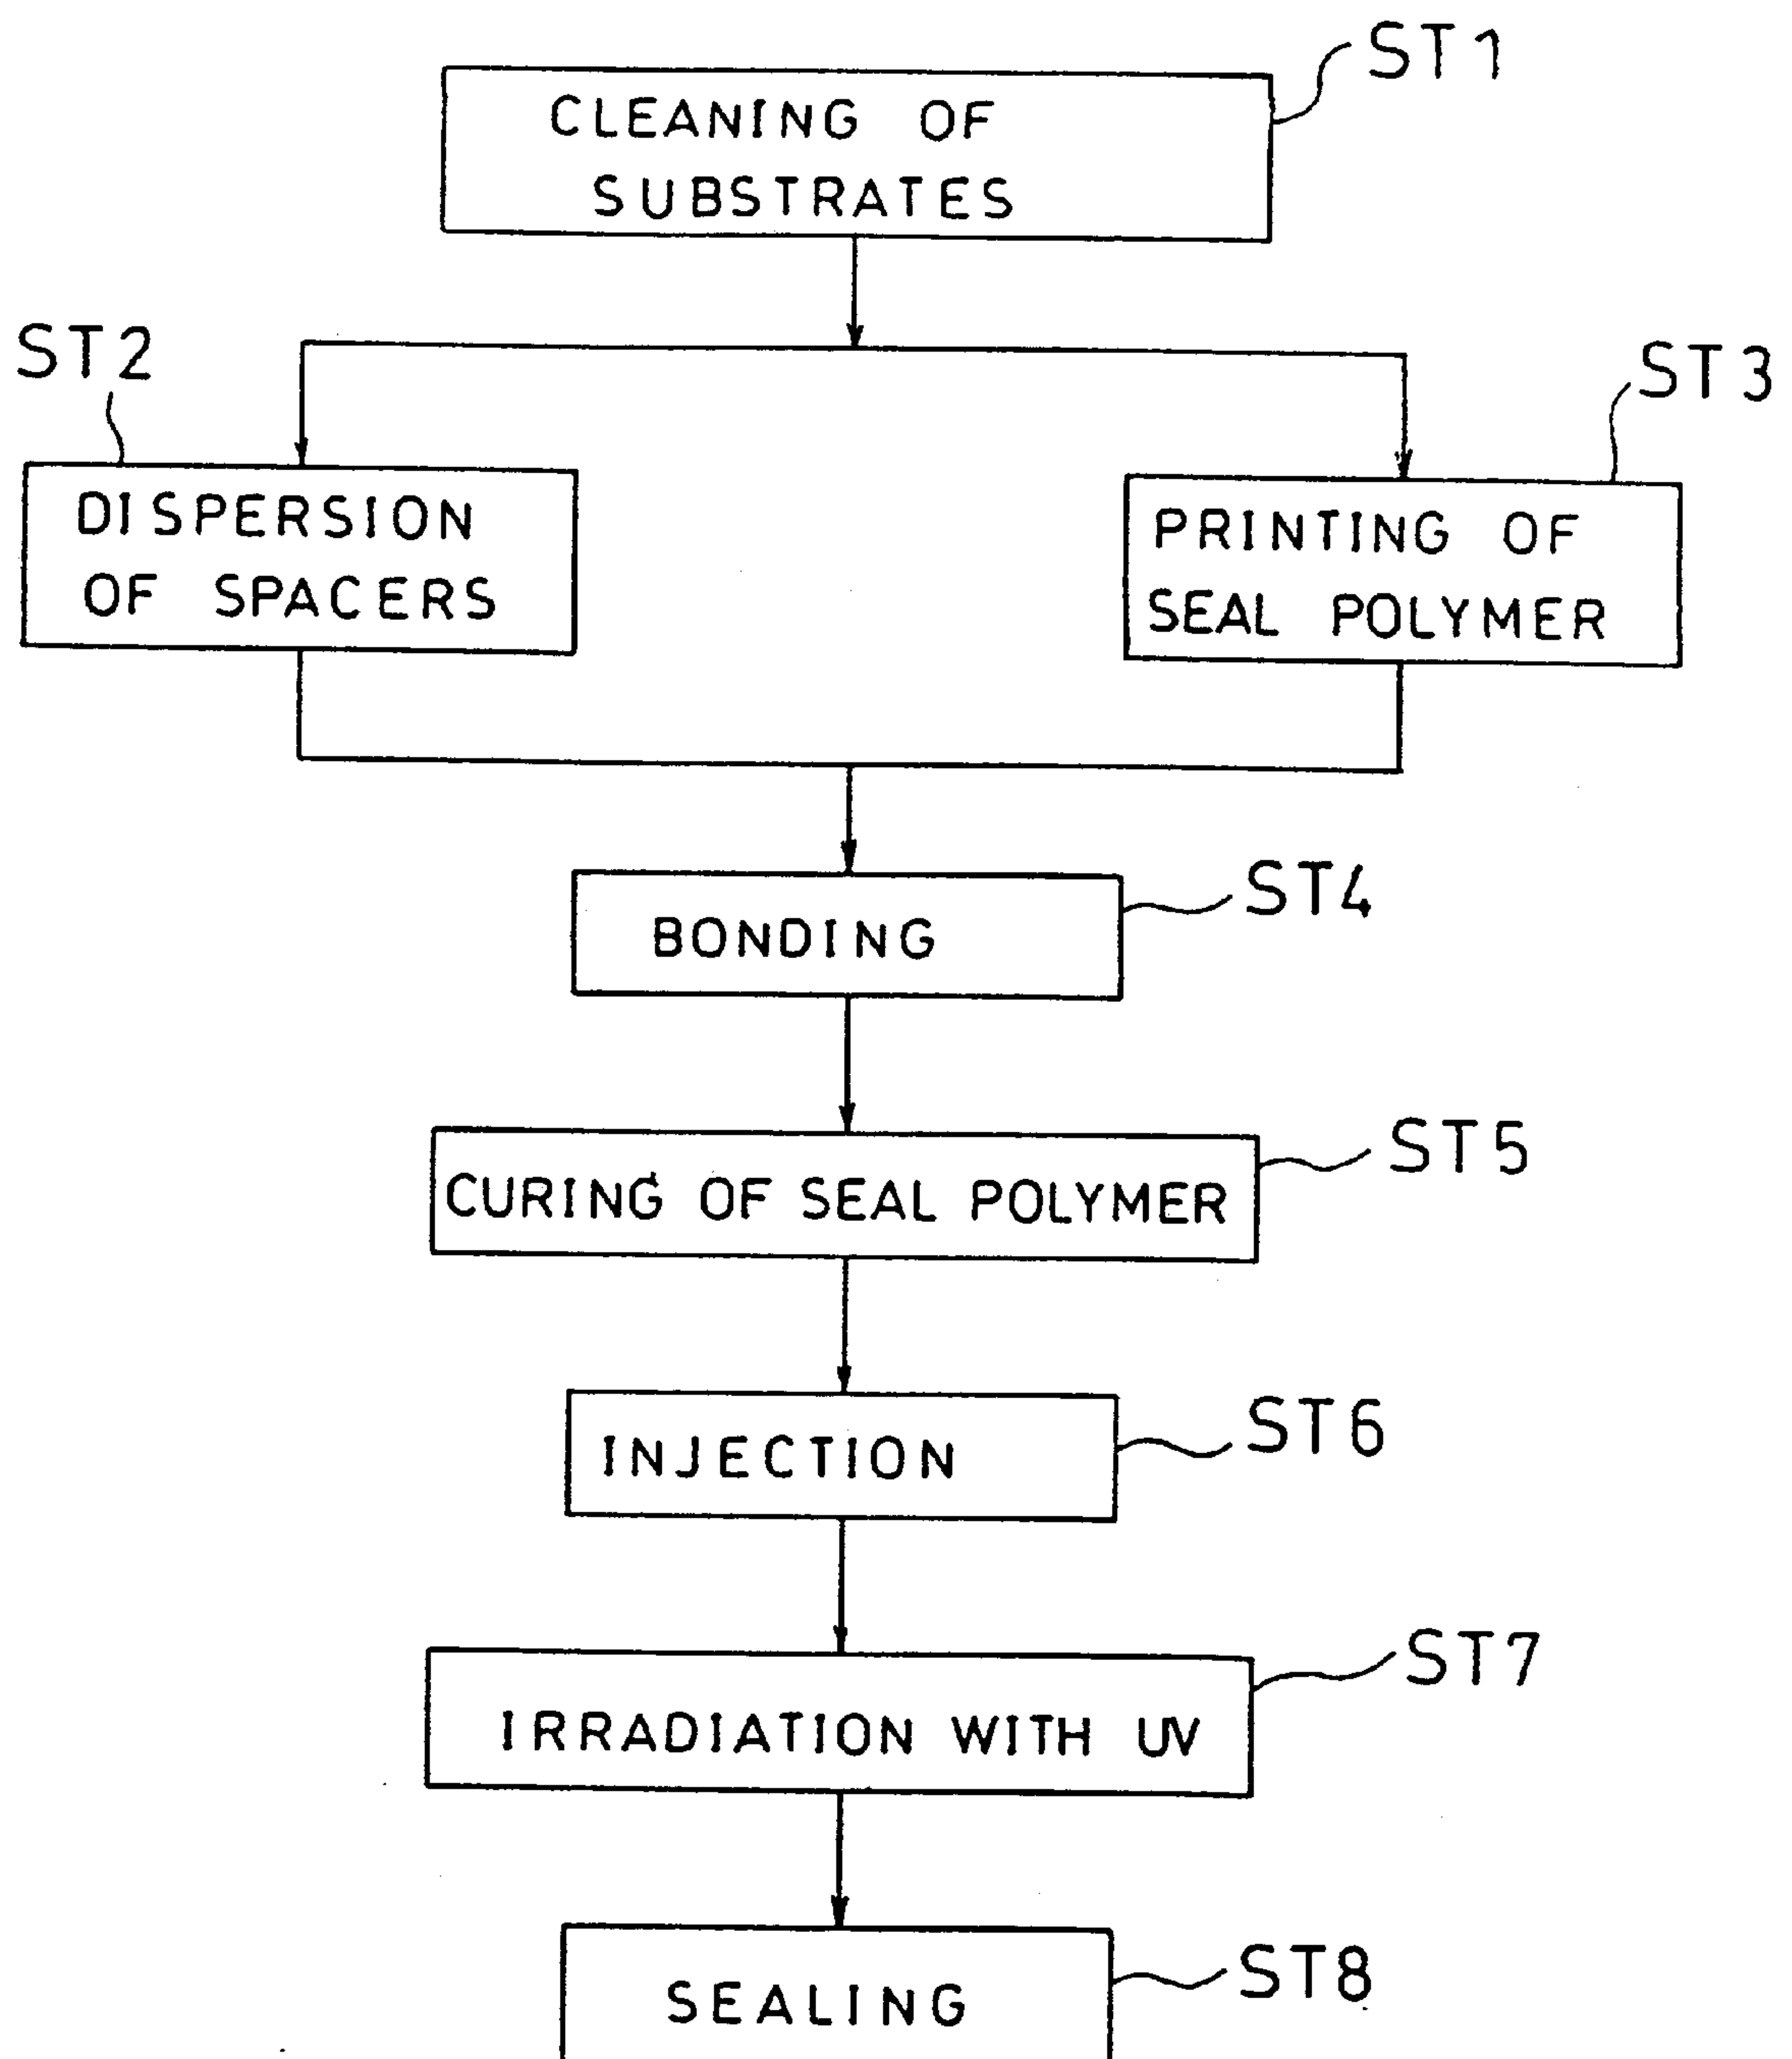 ST1
CLEANING OF
SUBSTRATES
ST2
ST3
DISPERSION
OF SPACERS
PRINTING OF
SEAL POLYMER
ST4
BONDING
ST5
CURING OF SEAL POLYMER
ST6
INJECTION
ST7
IRRADIATION WITH UV
ST8
SEALING